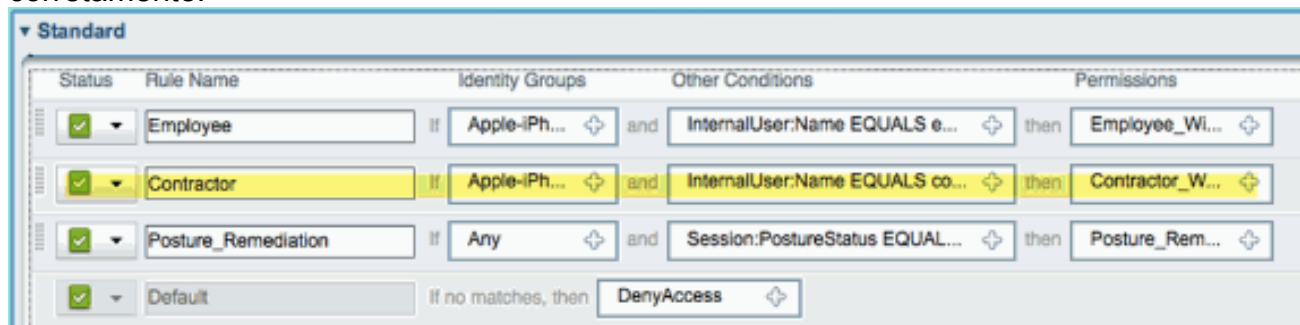 corretamente.
Standard
Status Rule Name Identity Groups Other Conditions Permissions
Employee If Apple-iPh... and InternalUser:Name EQUALS e... then Employee_Wi...
Contractor If Apple-iPh... and InternalUser:Name EQUALS co... then Contractor_W...
Posture_Remediation If Any and Session:PostureStatus EQUAL... then Posture_Rem...
Default If no matches, then DenyAccess